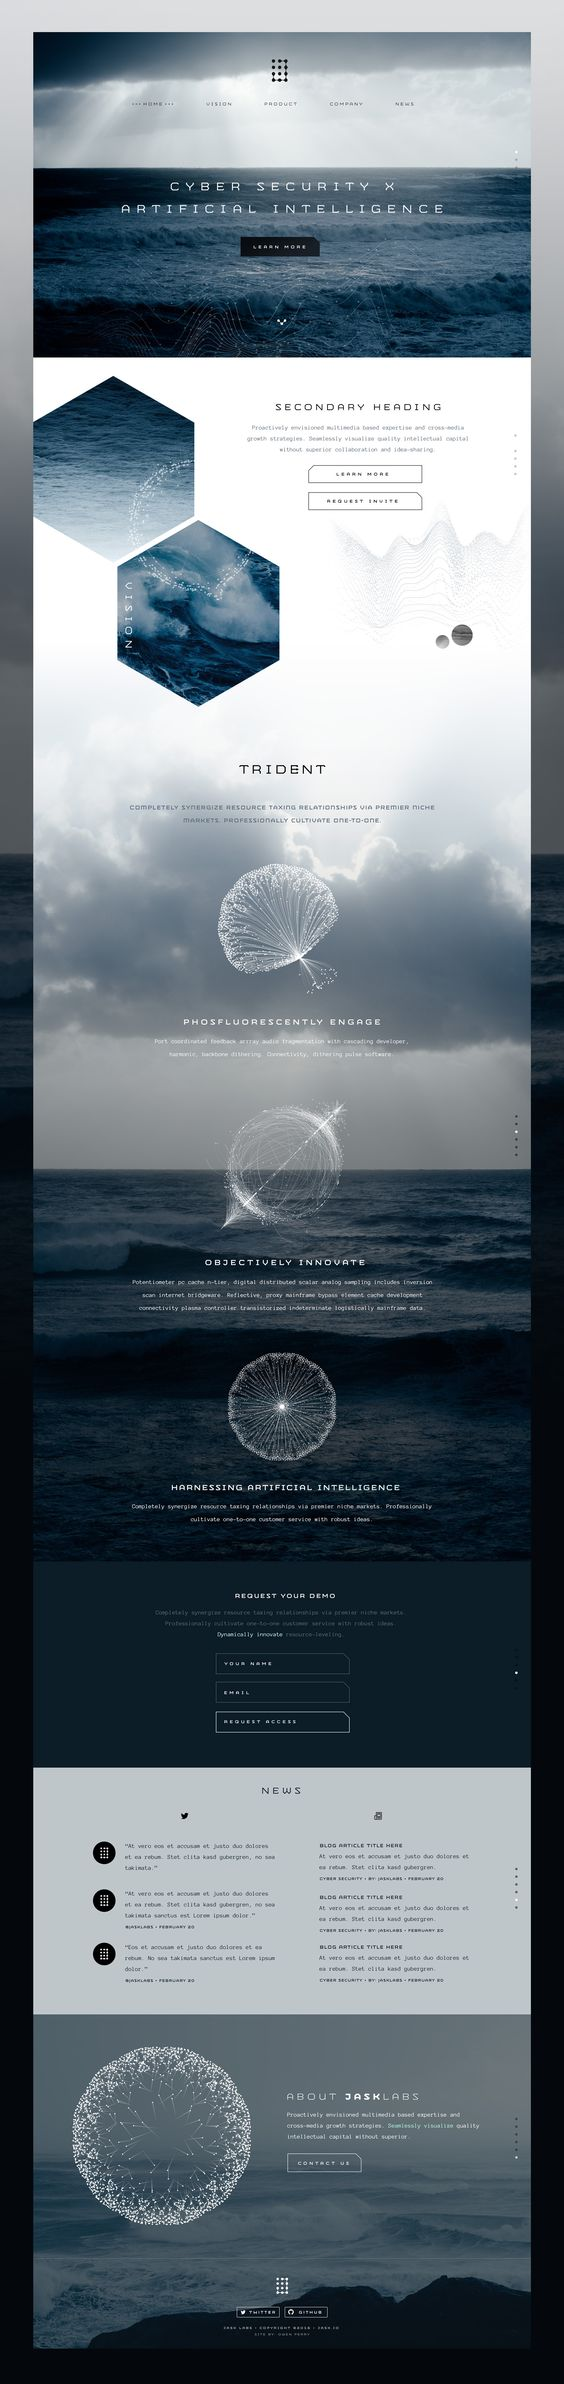 HOME
VISION
PRODUCT
COMPANY
NEWS
CYBER SECURITY X
ARTIFICIAL INTELLIGENCE
LEARN MORE
SECONDARY HEADING
Proactively envisioned multimedia based expertise and cross-media
growth strategies. Seamlessly visualize quality intellectual capital
without superior collaboration and idea-sharing.
LEARN MORE
REQUEST INVITE
VISION
TRIDENT
COMPLETELY SYNERGIZE RESOURCE TAXING RELATIONSHIPS VIA PREMIER NICHE
MARKETS. PROFESSIONALLY CULTIVATE ONE-TO-ONE.
PHOSFLUORESCENTLY ENGAGE
Port coordinated feedback arrray audio fragmentation with cascading developer,
harmonic, backbone dithering. Connectivity, dithering pulse software.
OBJECTIVELY INNOVATE
Potentiometer pc cache n-tier, digital distributed scalar analog sampling includes inversion
scan internet bridgeware. Reflective, proxy mainframe bypass element cache development
connectivity plasma controller transistorized indeterminate logistically mainframe data.
HARNESSING ARTIFICIAL INTELLIGENCE
Completely synergize resource taxing relationships via premier niche markets. Professionally
cultivate one-to-one customer service with robust ideas.
REQUEST YOUR DEMO
Completely synergize resource taxing relationships via premier niche markets.
Professionally cultivate one-to-one customer service with robust ideas.
Dynamically innovate resource-leveling.
YOUR NAME
EMAIL
REQUEST ACCESS
NEWS
"At vero eos et accusam et justo duo dolores
et ea rebum. Stet clita kasd gubergren, no sea
takimata."
"At vero eos et accusam et justo duo dolores
et ea rebum. Stet clita kasd gubergren, no sea
takimata sanctus est Lorem ipsum dolor."
@JASKLABS • FEBRUARY 20
"Eos et accusam et justo duo dolores et ea
rebum. No sea takimata sanctus est Lorem ipsum
dolor."
@JASKLABS • FEBRUARY 20
BLOG ARTICLE TITLE HERE
At vero eos et accusam et justo duo dolores et
ea rebum. Stet clita kasd gubergren.
CYBER SECURITY • BY: JASKLABS • FEBRUARY 20
BLOG ARTICLE TITLE HERE
At vero eos et accusam et justo duo dolores et
ea rebum. Stet clita kasd gubergren.
CYBER SECURITY • BY: JASKLABS • FEBRUARY 20
BLOG ARTICLE TITLE HERE
At vero eos et accusam et justo duo dolores et
ea rebum. Stet clita kasd gubergren.
CYBER SECURITY • BY: JASKLABS • FEBRUARY 20
ABOUT JASKLABS
Proactively envisioned multimedia based expertise and
cross-media growth strategies. Seamlessly visualize quality
intellectual capital without superior.
CONTACT US
TWITTER
GITHUB
JASK LABS • COPYRIGHT ©2016 • JASK.IO
SITE BY: OWEN PERRY